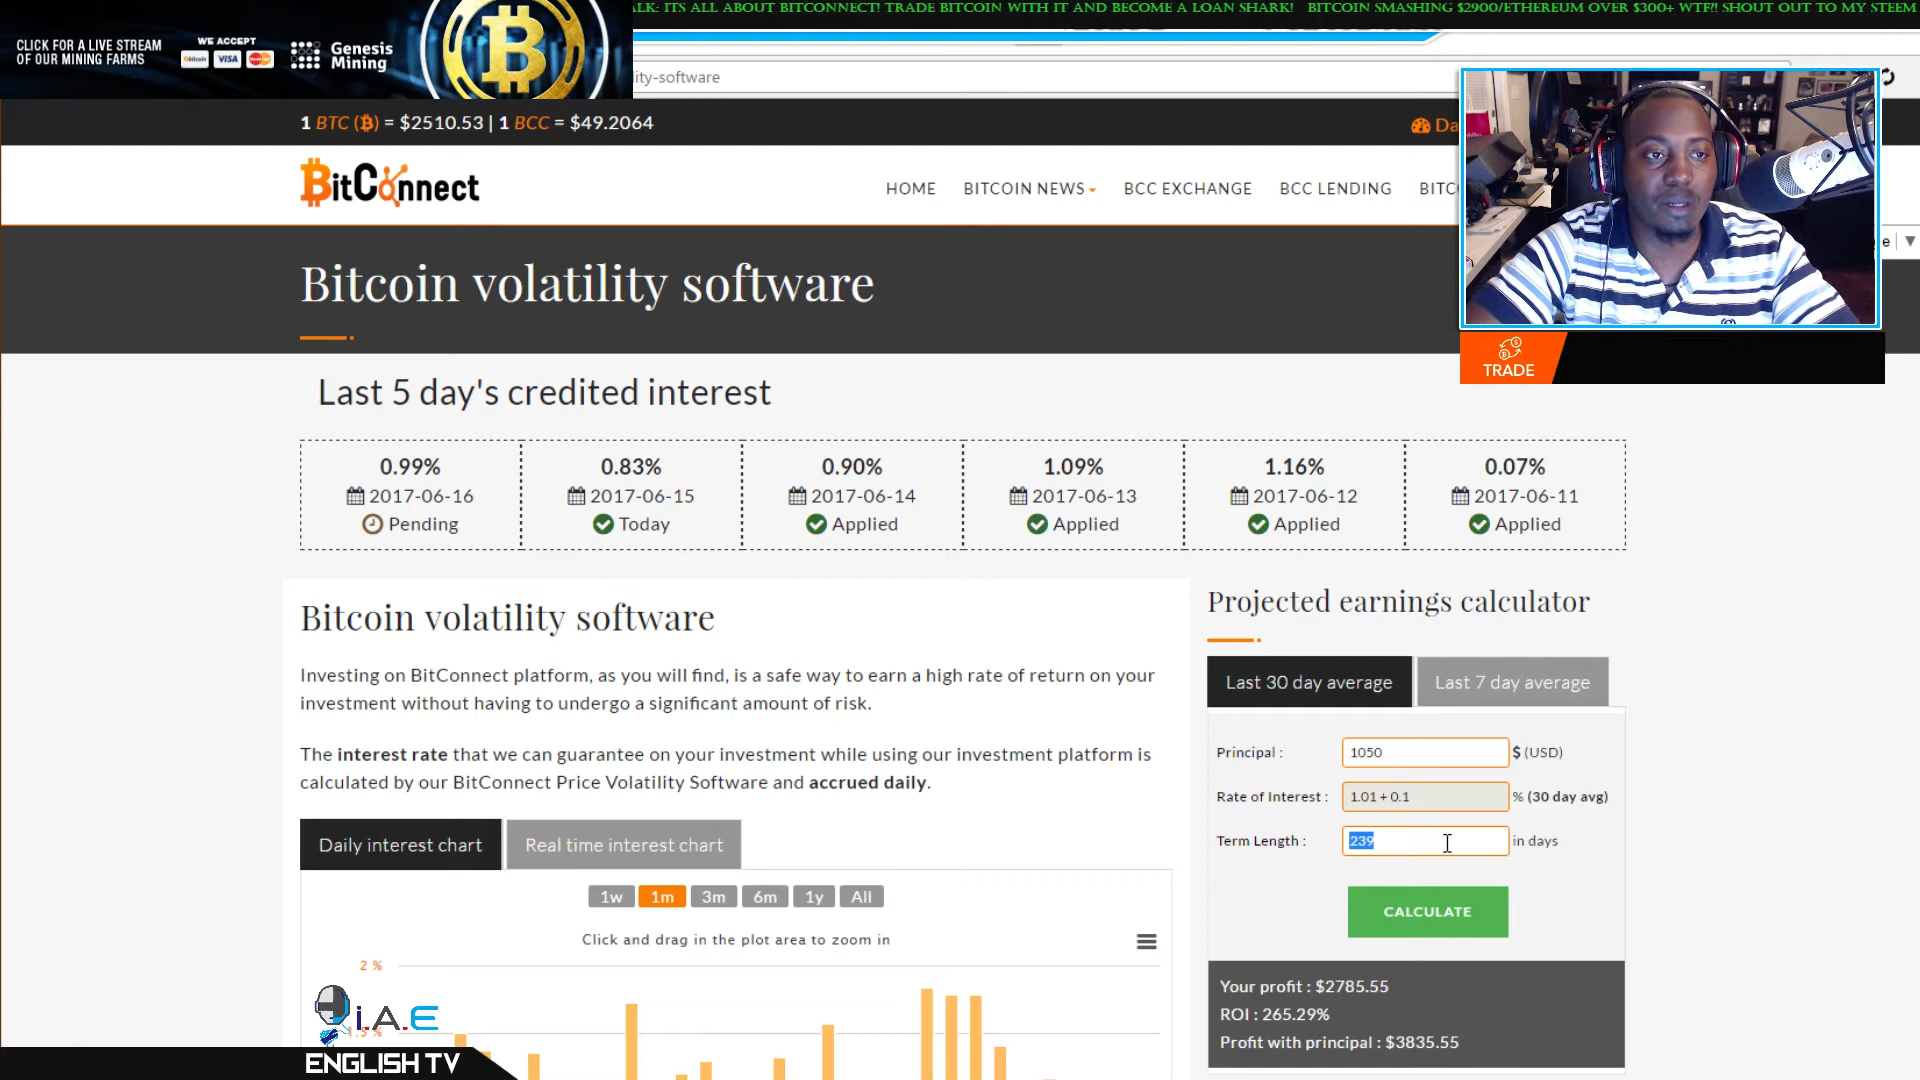 ALK: ITS ALL ABOUT BITCONNECT! TRADE BITCOIN WITH IT AND BECOME A LOAN SHARK! BITCOIN SMASHING $2900/ETHEREUM OVER $300+ WTF?! SHOUT OUT TO MY STEEM
CLICK FOR A LIVE STREAM
OF OUR MINING FARMS
WE ACCEPT
bitcoin VISA MasterCard
Genesis
Mining
ity-software
1 BTC (₿) = $2510.53 | 1 BCC = $49.2064
Da
BitConnect
HOME
BITCOIN NEWS
BCC EXCHANGE
BCC LENDING
BITC
e
TRADE
Bitcoin volatility software
Last 5 day's credited interest
0.99%
2017-06-16
Pending
0.83%
2017-06-15
Today
0.90%
2017-06-14
Applied
1.09%
2017-06-13
Applied
1.16%
2017-06-12
Applied
0.07%
2017-06-11
Applied
Bitcoin volatility software
Investing on BitConnect platform, as you will find, is a safe way to earn a high rate of return on your
investment without having to undergo a significant amount of risk.
The interest rate that we can guarantee on your investment while using our investment platform is
calculated by our BitConnect Price Volatility Software and accrued daily.
Daily interest chart
Real time interest chart
1w 1m 3m 6m 1y All
Click and drag in the plot area to zoom in
2 %
1.5 %
i.A.E
ENGLISH TV
Projected earnings calculator
Last 30 day average
Last 7 day average
Principal : 1050 $ (USD)
Rate of Interest : 1.01 + 0.1 % (30 day avg)
Term Length : 239 in days
CALCULATE
Your profit : $2785.55
ROI : 265.29%
Profit with principal : $3835.55